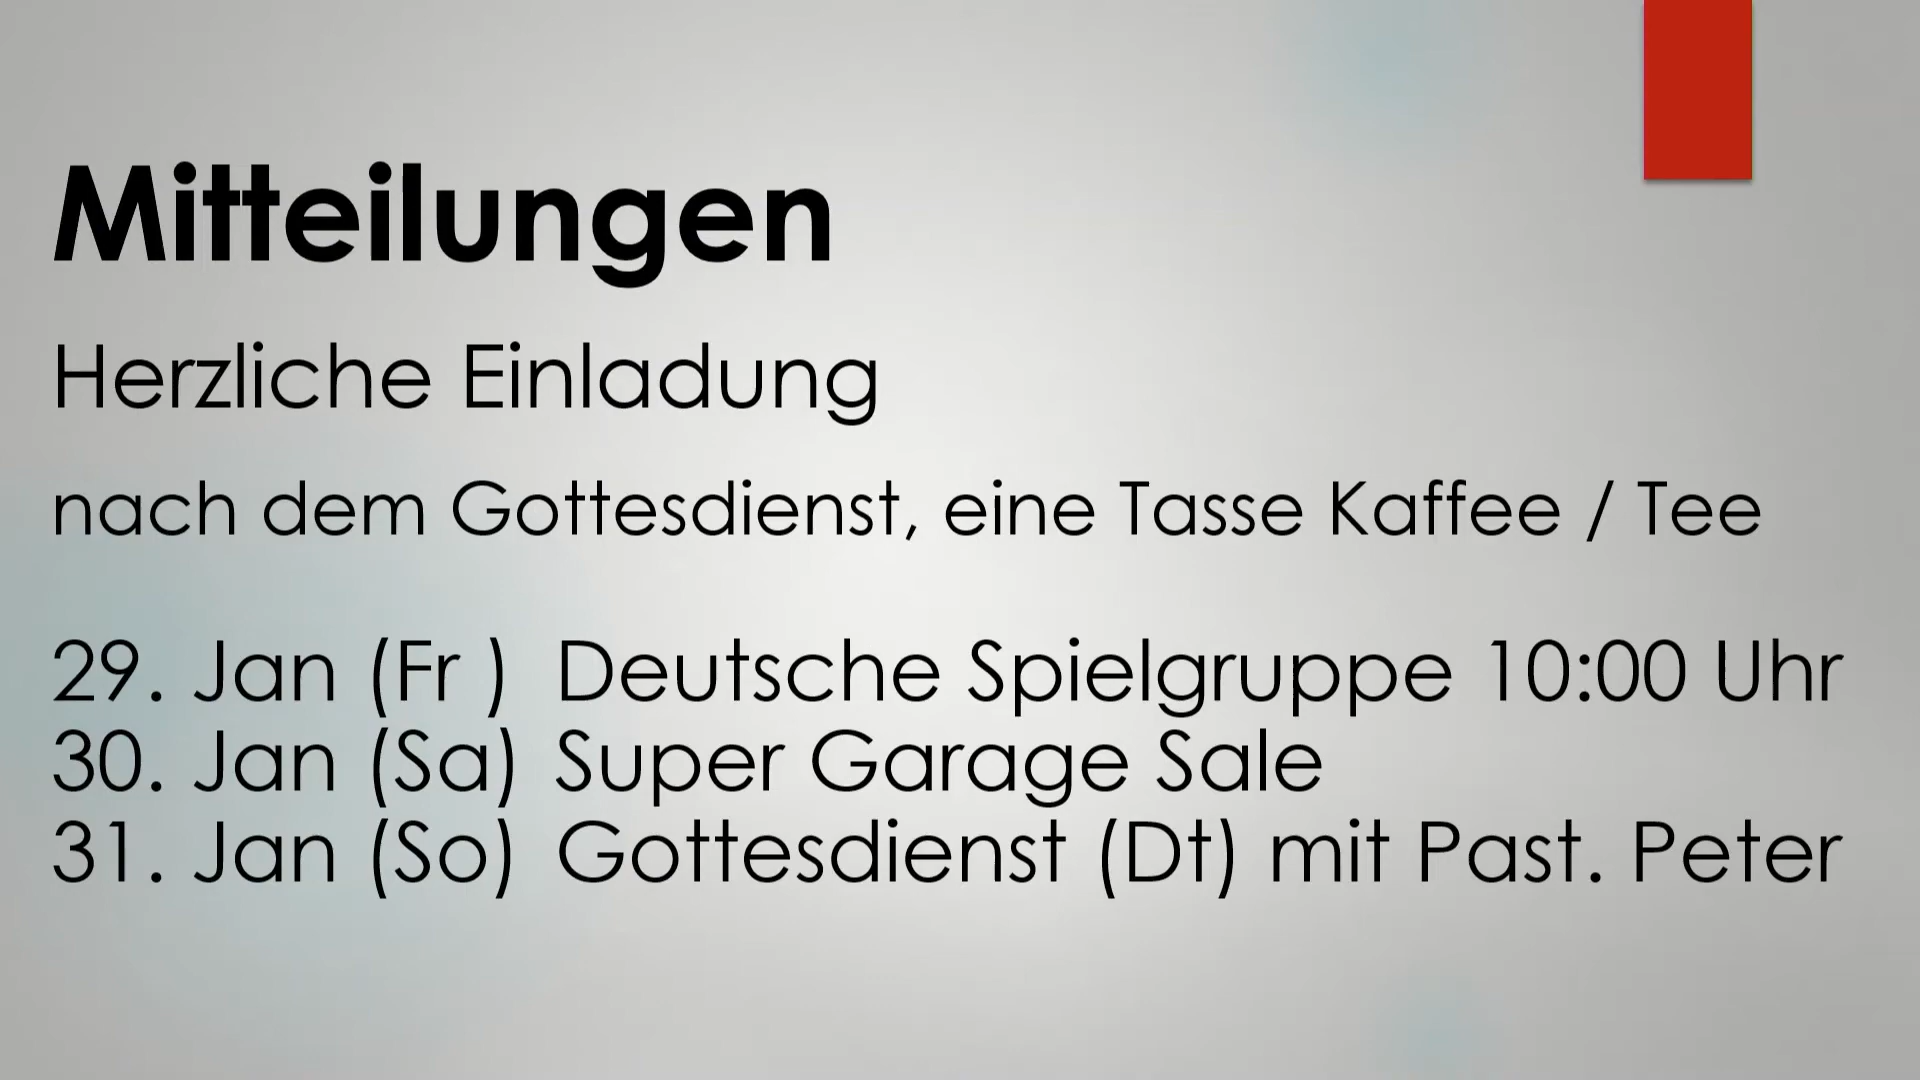 Mitteilungen
Herzliche Einladung
nach dem Gottesdienst, eine Tasse Kaffee / Tee
29. Jan (Fr ) Deutsche Spielgruppe 10:00 Uhr
30. Jan (Sa) Super Garage Sale
31. Jan (So) Gottesdienst (Dt) mit Past. Peter